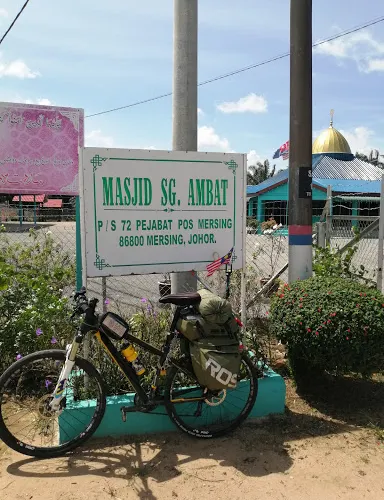 MASJID SG. AMBAT
P/S 72 PEJABAT POS MERSING
86800 MERSING, JOHOR.
ROS